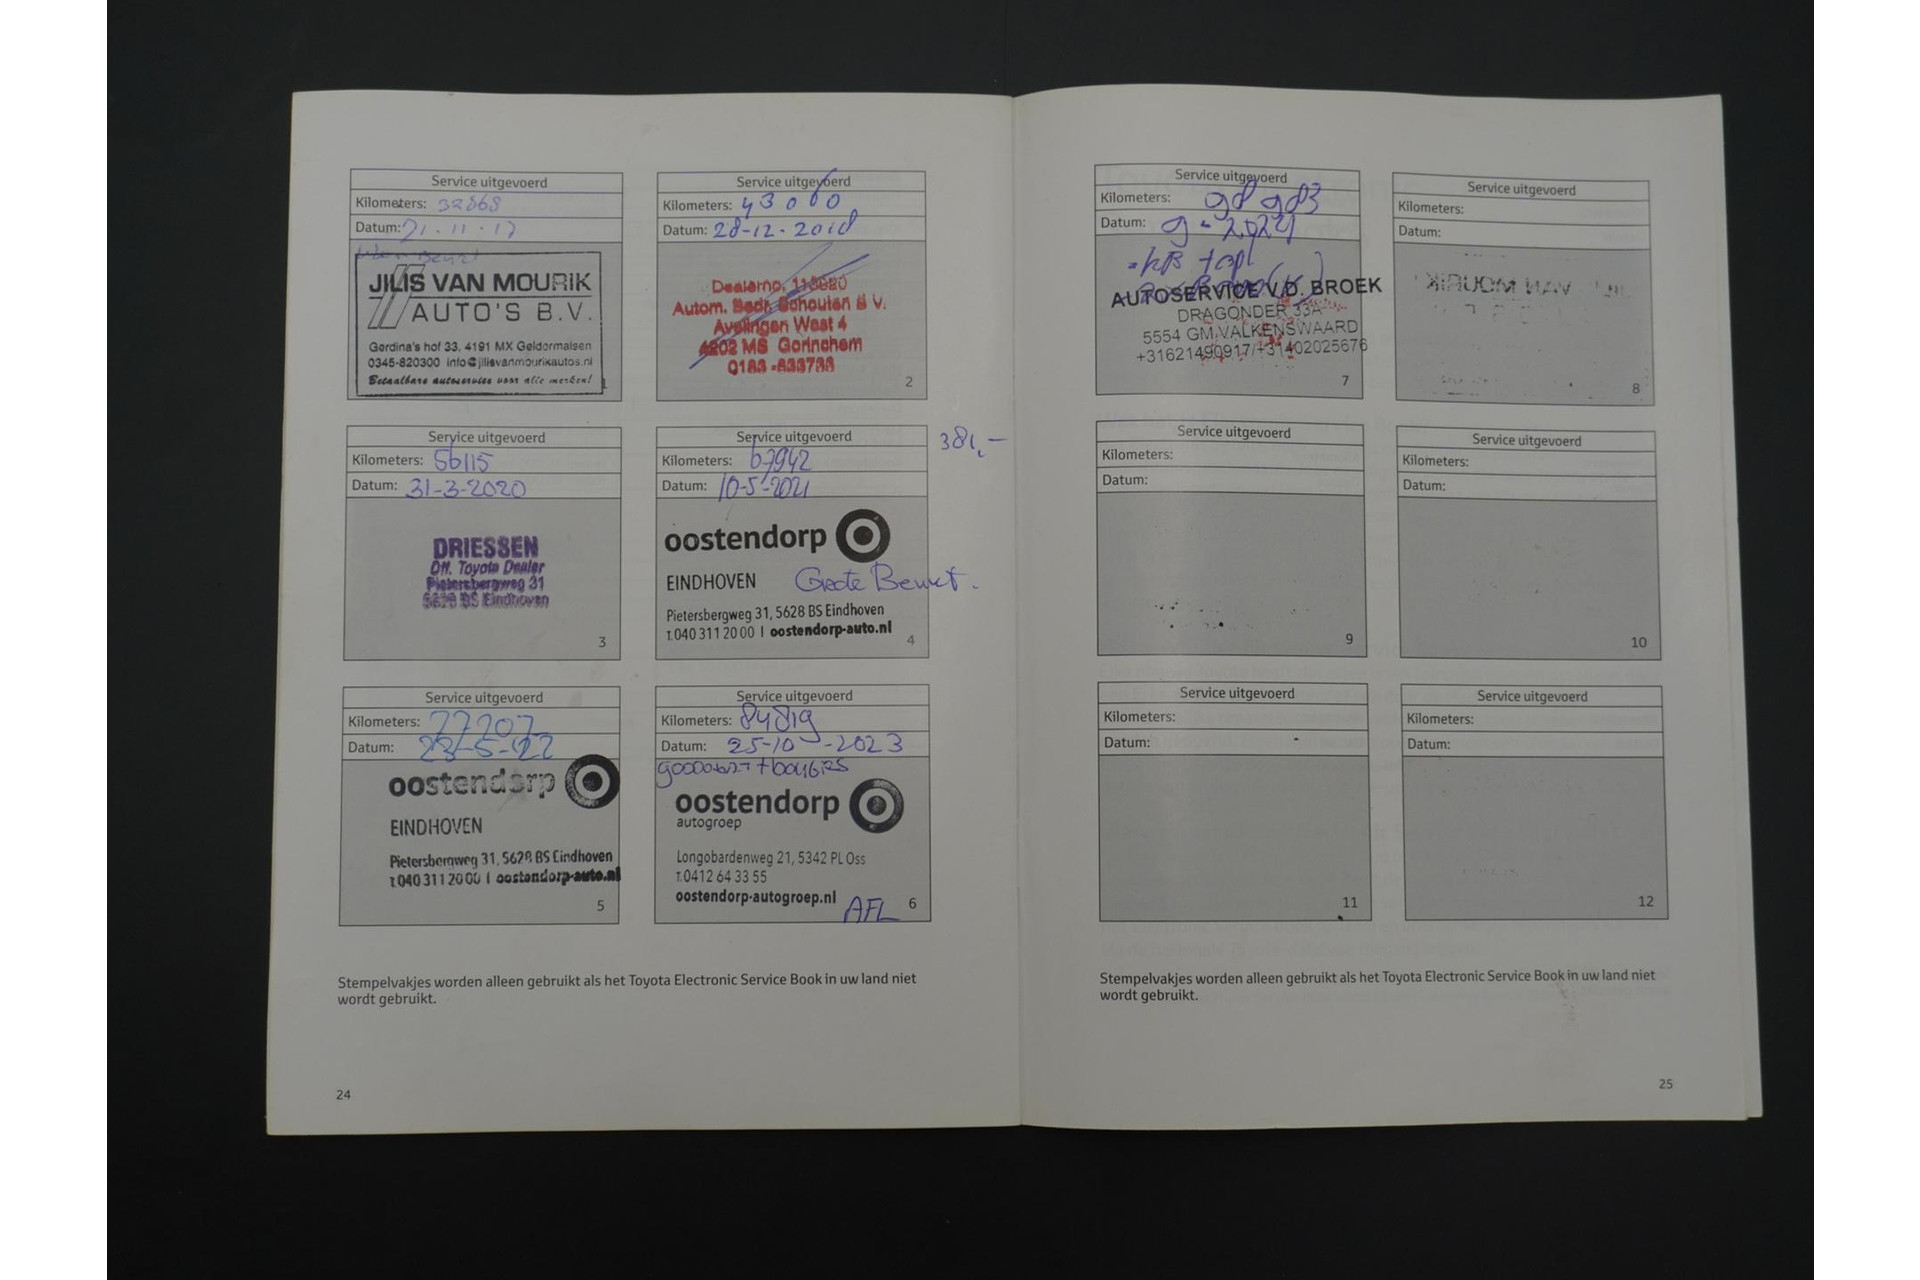 Service uitgevoerd
Kilometers: 32868
Datum: 21-11-17
JILIS VAN MOURIK
AUTO'S B.V.
Gordina's hof 33, 4191 MX Geldermalsen
0345-820300 info@jilisvanmourikautos.nl
Betaalbare autoservice voor alle merken!
1
Service uitgevoerd
Kilometers: 43060
Datum: 28-12-2018
Dealerno.
Autom. Bedr. Schouten B.V.
Avelingen West 4
4202 MS Gorinchem
0183-633788
2
Service uitgevoerd
Kilometers: 56115
Datum: 31-3-2020
DRIESSEN
Off. Toyota Dealer
Pietersbergweg 31
5628 BS Eindhoven
3
Service uitgevoerd
Kilometers: 67942
Datum: 10-5-2021
381,-
oostendorp
EINDHOVEN Grote Beurt.
Pietersbergweg 31, 5628 BS Eindhoven
T.040 311 20 00 I oostendorp-auto.nl
4
Service uitgevoerd
Kilometers: 77207
Datum: 23-5-'22
oostendorp
EINDHOVEN
Pietersbergweg 31, 5628 BS Eindhoven
T.040 311 20 00 I oostendorp-auto.nl
5
Service uitgevoerd
Kilometers: 84819
Datum: 25-10-2023
oostendorp
autogroep
Longobardenweg 21, 5342 PL Oss
T.0412 64 33 55
oostendorp-autogroep.nl
AFL
6
Stempelvakjes worden alleen gebruikt als het Toyota Electronic Service Book in uw land niet
wordt gebruikt.
24
Service uitgevoerd
Kilometers: 98983
Datum: 9-2024
AUTOSERVICE V.D. BROEK
DRAGONDER 33A
5554 GM VALKENSWAARD
+31621490917/+31402025676
7
Service uitgevoerd
Kilometers:
Datum:
8
Service uitgevoerd
Kilometers:
Datum:
9
Service uitgevoerd
Kilometers:
Datum:
10
Service uitgevoerd
Kilometers:
Datum:
11
Service uitgevoerd
Kilometers:
Datum:
12
Stempelvakjes worden alleen gebruikt als het Toyota Electronic Service Book in uw land niet
wordt gebruikt.
25